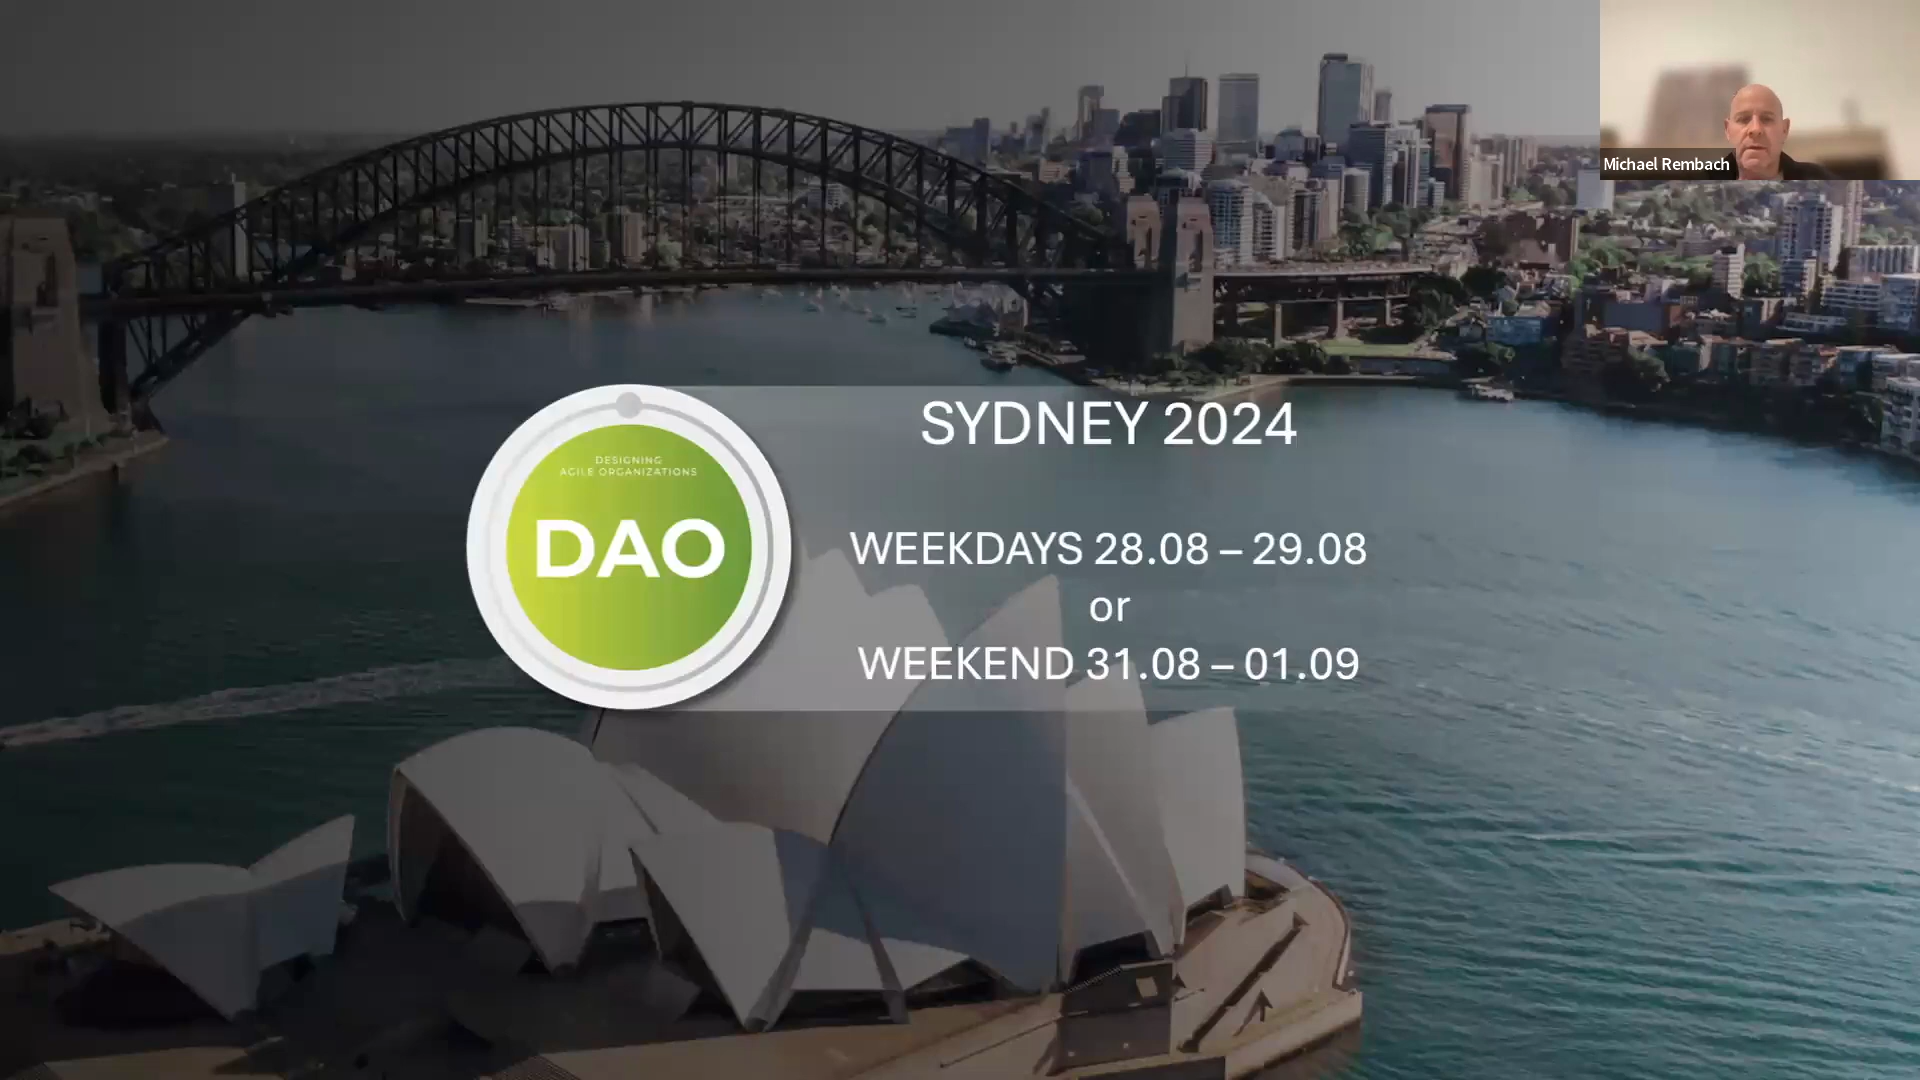 Michael Rembach
SYDNEY 2024
DESIGNING
AGILE ORGANIZATIONS
DAO
WEEKDAYS 28.08 – 29.08
or
WEEKEND 31.08 – 01.09